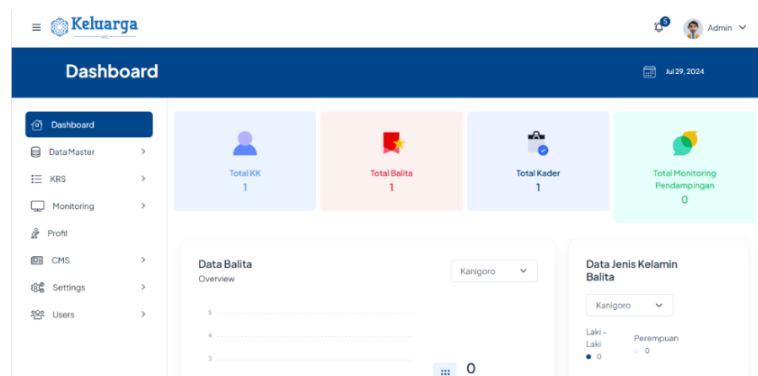 Keluarga
5
Admin
Dashboard
Jul 29, 2024
Dashboard
Data Master
KRS
Monitoring
Profil
CMS
Settings
Users
Total KK
1
Total Balita
1
Total Kader
1
Total Monitoring
Pendampingan
0
Data Balita
Overview
Kanigoro
5
4
3
0
Data Jenis Kelamin
Balita
Kanigoro
Laki -
Laki
0
Perempuan
0